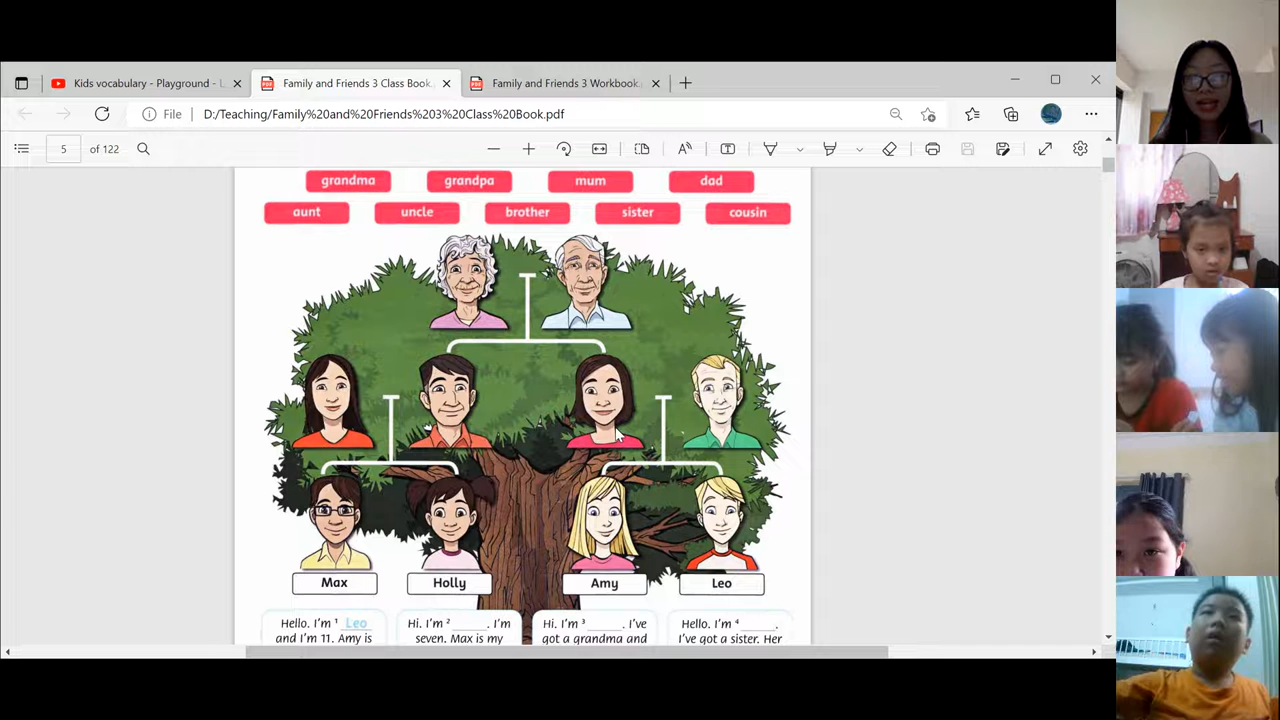 Kids vocabulary - Playground - L
Family and Friends 3 Class Book.
Family and Friends 3 Workbook.
File D:/Teaching/Family%20and%20Friends%203%20Class%20Book.pdf
5 of 122
grandma grandpa mum dad
aunt uncle brother sister cousin
Max Holly Amy Leo
Hello. I'm ¹ Leo
and I'm 11. Amy is
Hi. I'm ² _____. I'm
seven. Max is my
Hi. I'm ³ _____. I've
got a grandma and
Hello. I'm ⁴ _____.
I've got a sister. Her